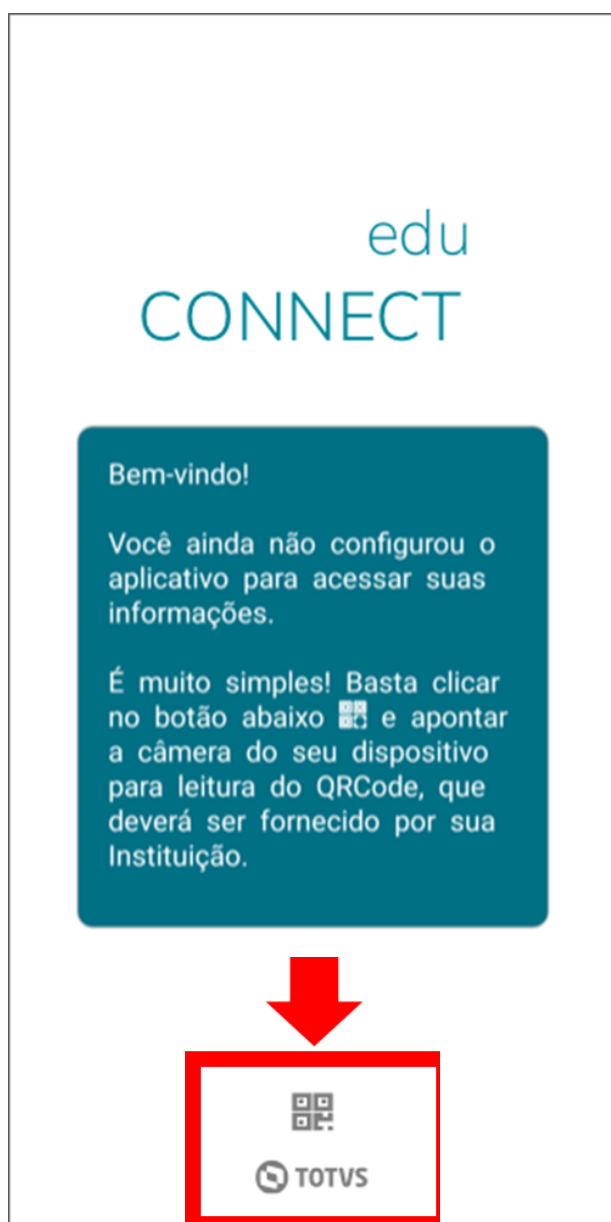 edu
CONNECT
Bem-vindo!
Você ainda não configurou o
aplicativo para acessar suas
informações.
É muito simples! Basta clicar
no botão abaixo e apontar
a câmera do seu dispositivo
para leitura do QRCode, que
deverá ser fornecido por sua
Instituição.
TOTVS